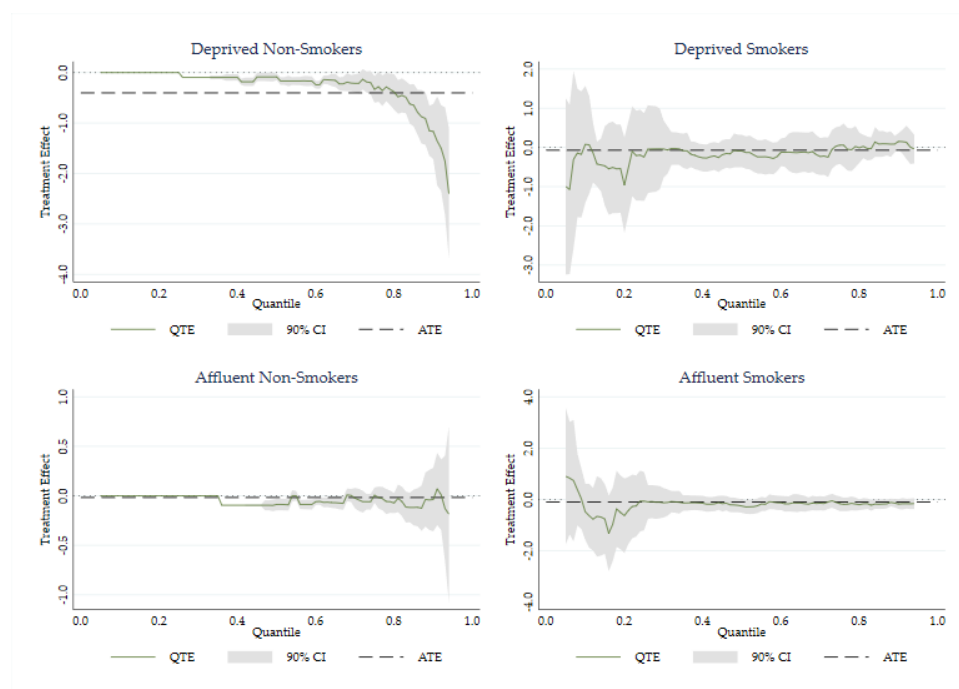 Deprived Non-Smokers
Treatment Effect
0.0
-1.0
-2.0
-3.0
-4.0
0.0 0.2 0.4 0.6 0.8 1.0
Quantile
QTE 90% CI ATE
Deprived Smokers
Treatment Effect
2.0
1.0
0.0
-1.0
-2.0
-3.0
0.0 0.2 0.4 0.6 0.8 1.0
Quantile
QTE 90% CI ATE
Affluent Non-Smokers
Treatment Effect
1.0
0.5
0.0
-0.5
-1.0
0.0 0.2 0.4 0.6 0.8 1.0
Quantile
QTE 90% CI ATE
Affluent Smokers
Treatment Effect
4.0
2.0
0.0
-2.0
-4.0
0.0 0.2 0.4 0.6 0.8 1.0
Quantile
QTE 90% CI ATE